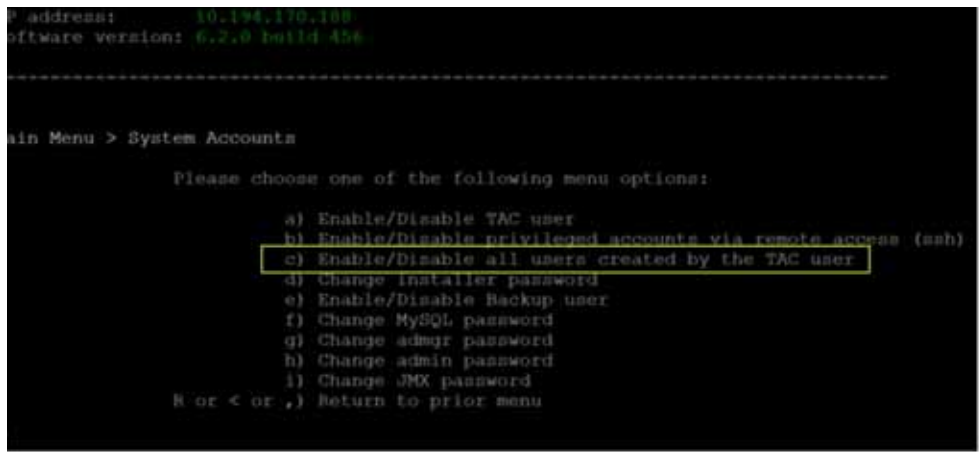 P address: 10.194.170.188
oftware version: 6.2.0 build 456
ain Menu > System Accounts
Please choose one of the following menu options:
a) Enable/Disable TAC user
b) Enable/Disable privileged accounts via remote access (ssh)
c) Enable/Disable all users created by the TAC user
d) Change installer password
e) Enable/Disable Backup user
f) Change MySQL password
g) Change admgr password
h) Change admin password
i) Change JMX password
R or < or ,) Return to prior menu